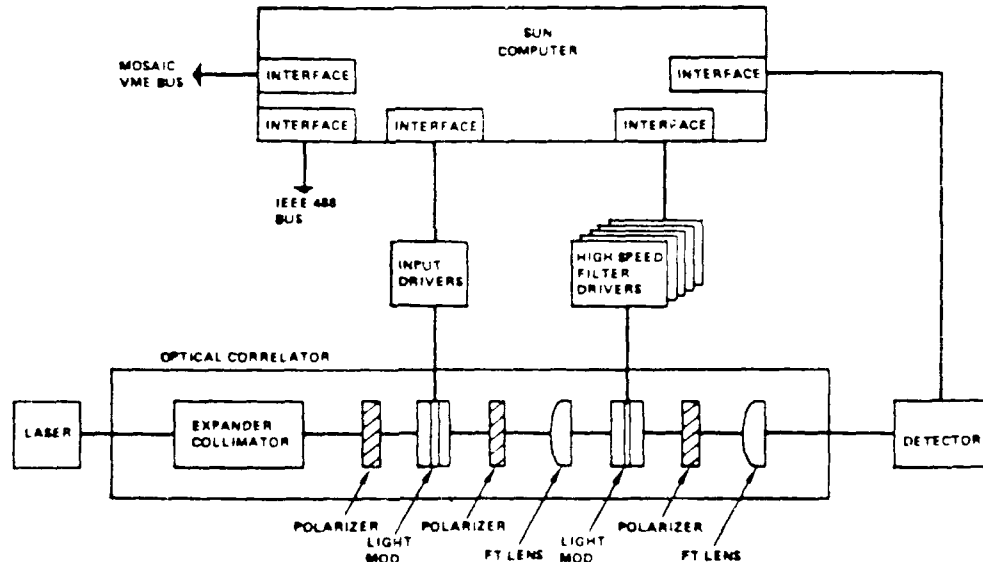 SUN
COMPUTER
MOSAIC
VME BUS
INTERFACE
INTERFACE
INTERFACE
INTERFACE
INTERFACE
IEEE 488
BUS
INPUT
DRIVERS
HIGH SPEED
FILTER
DRIVERS
OPTICAL CORRELATOR
LASER
EXPANDER
COLLIMATOR
DETECTOR
POLARIZER
LIGHT
MOD
POLARIZER
FT LENS
LIGHT
MOD
POLARIZER
FT LENS